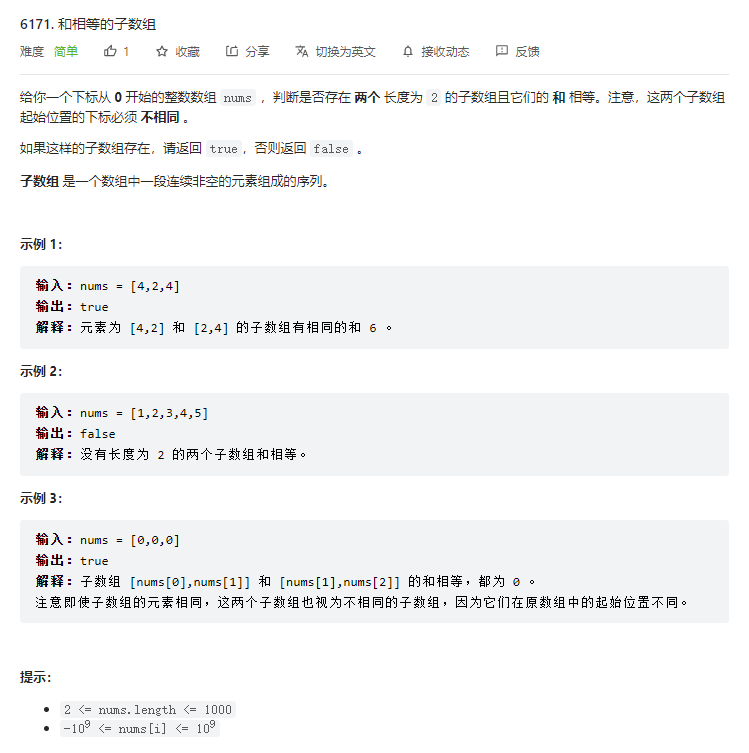 6171. 和相等的子数组
难度 简单 1 收藏 分享 切换为英文 接收动态 反馈
给你一个下标从 0 开始的整数数组 nums ，判断是否存在 两个 长度为 2 的子数组且它们的 和 相等。注意，这两个子数组
起始位置的下标必须 不相同 。
如果这样的子数组存在，请返回 true，否则返回 false 。
子数组 是一个数组中一段连续非空的元素组成的序列。
示例 1：
输入：nums = [4,2,4]
输出：true
解释：元素为 [4,2] 和 [2,4] 的子数组有相同的和 6 。
示例 2：
输入：nums = [1,2,3,4,5]
输出：false
解释：没有长度为 2 的两个子数组和相等。
示例 3：
输入：nums = [0,0,0]
输出：true
解释：子数组 [nums[0],nums[1]] 和 [nums[1],nums[2]] 的和相等，都为 0 。
注意即使子数组的元素相同，这两个子数组也视为不相同的子数组，因为它们在原数组中的起始位置不同。
提示：
• 2 <= nums.length <= 1000
• -10⁹ <= nums[i] <= 10⁹